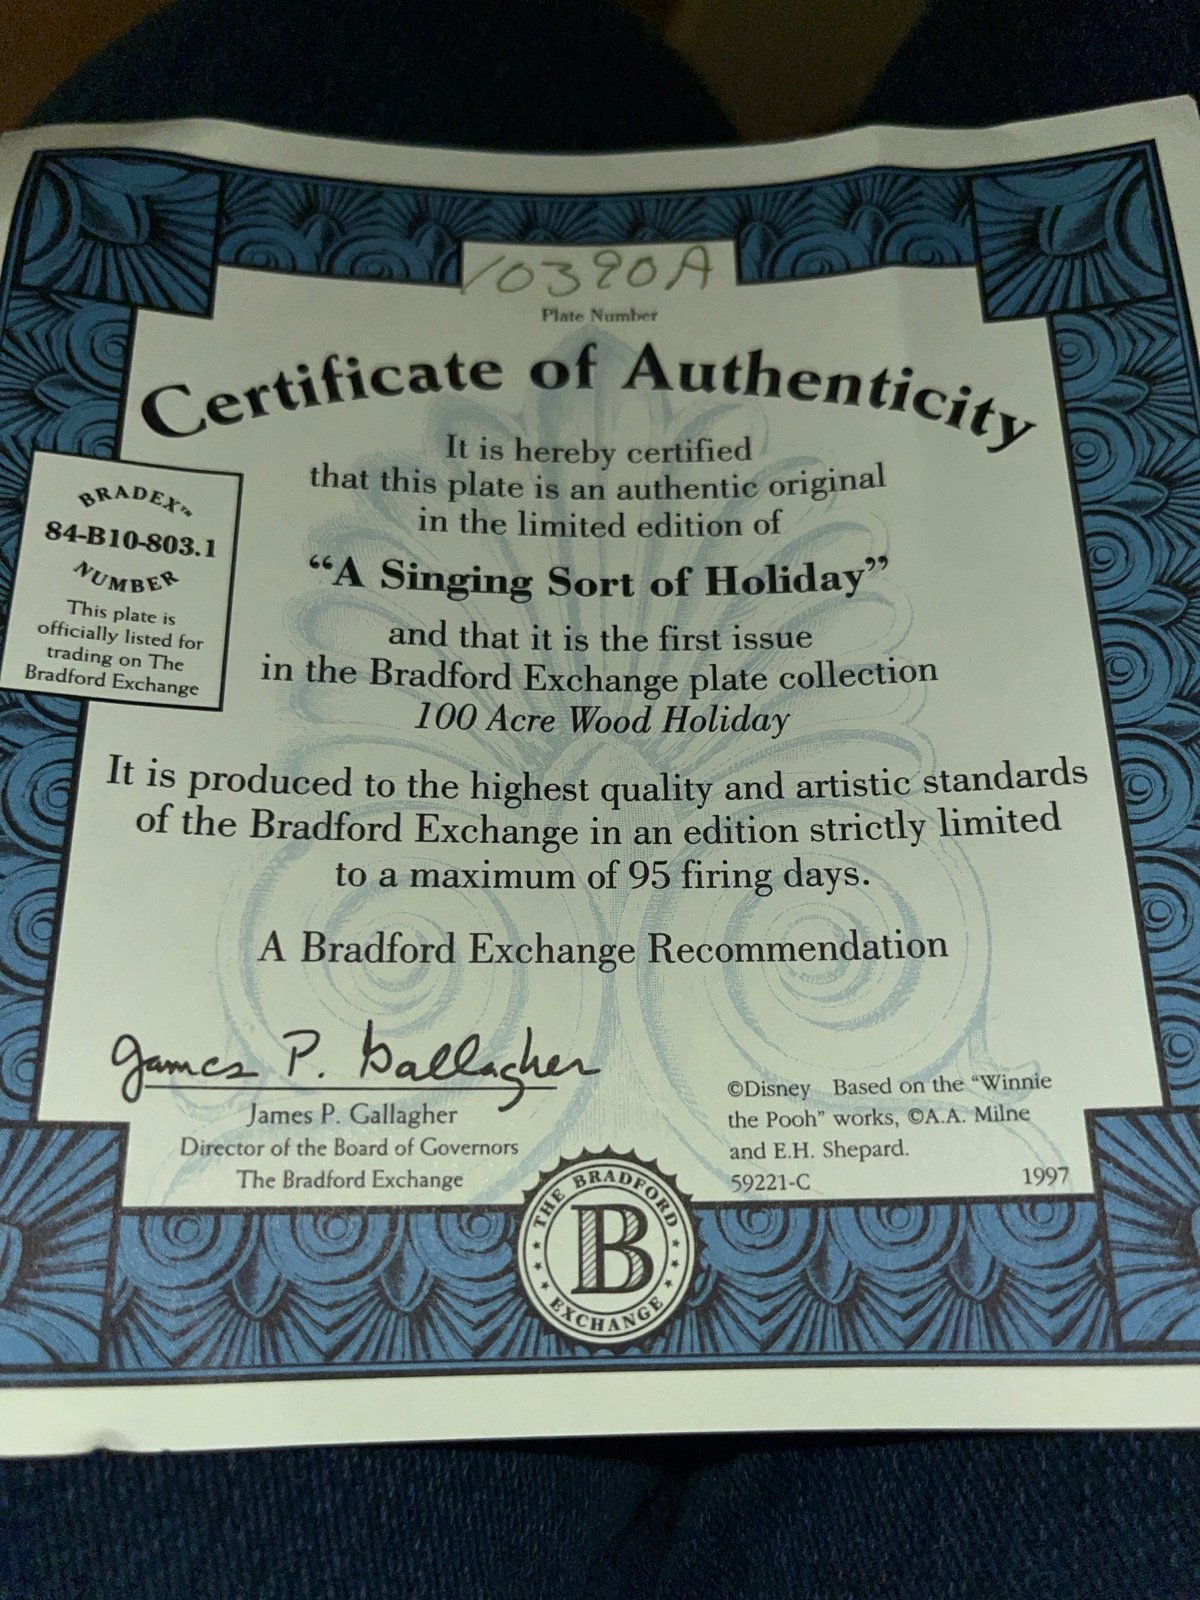 10390A
Plate Number
Certificate of Authenticity
It is hereby certified
that this plate is an authentic original
in the limited edition of
“A Singing Sort of Holiday”
and that it is the first issue
in the Bradford Exchange plate collection
100 Acre Wood Holiday
BRADEX™
84-B10-803.1
NUMBER
This plate is
officially listed for
trading on The
Bradford Exchange
It is produced to the highest quality and artistic standards
of the Bradford Exchange in an edition strictly limited
to a maximum of 95 firing days.
A Bradford Exchange Recommendation
James P. Gallagher
James P. Gallagher
Director of the Board of Governors
The Bradford Exchange
©Disney Based on the “Winnie
the Pooh” works, ©A.A. Milne
and E.H. Shepard.
59221-C 1997
THE BRADFORD
B
EXCHANGE